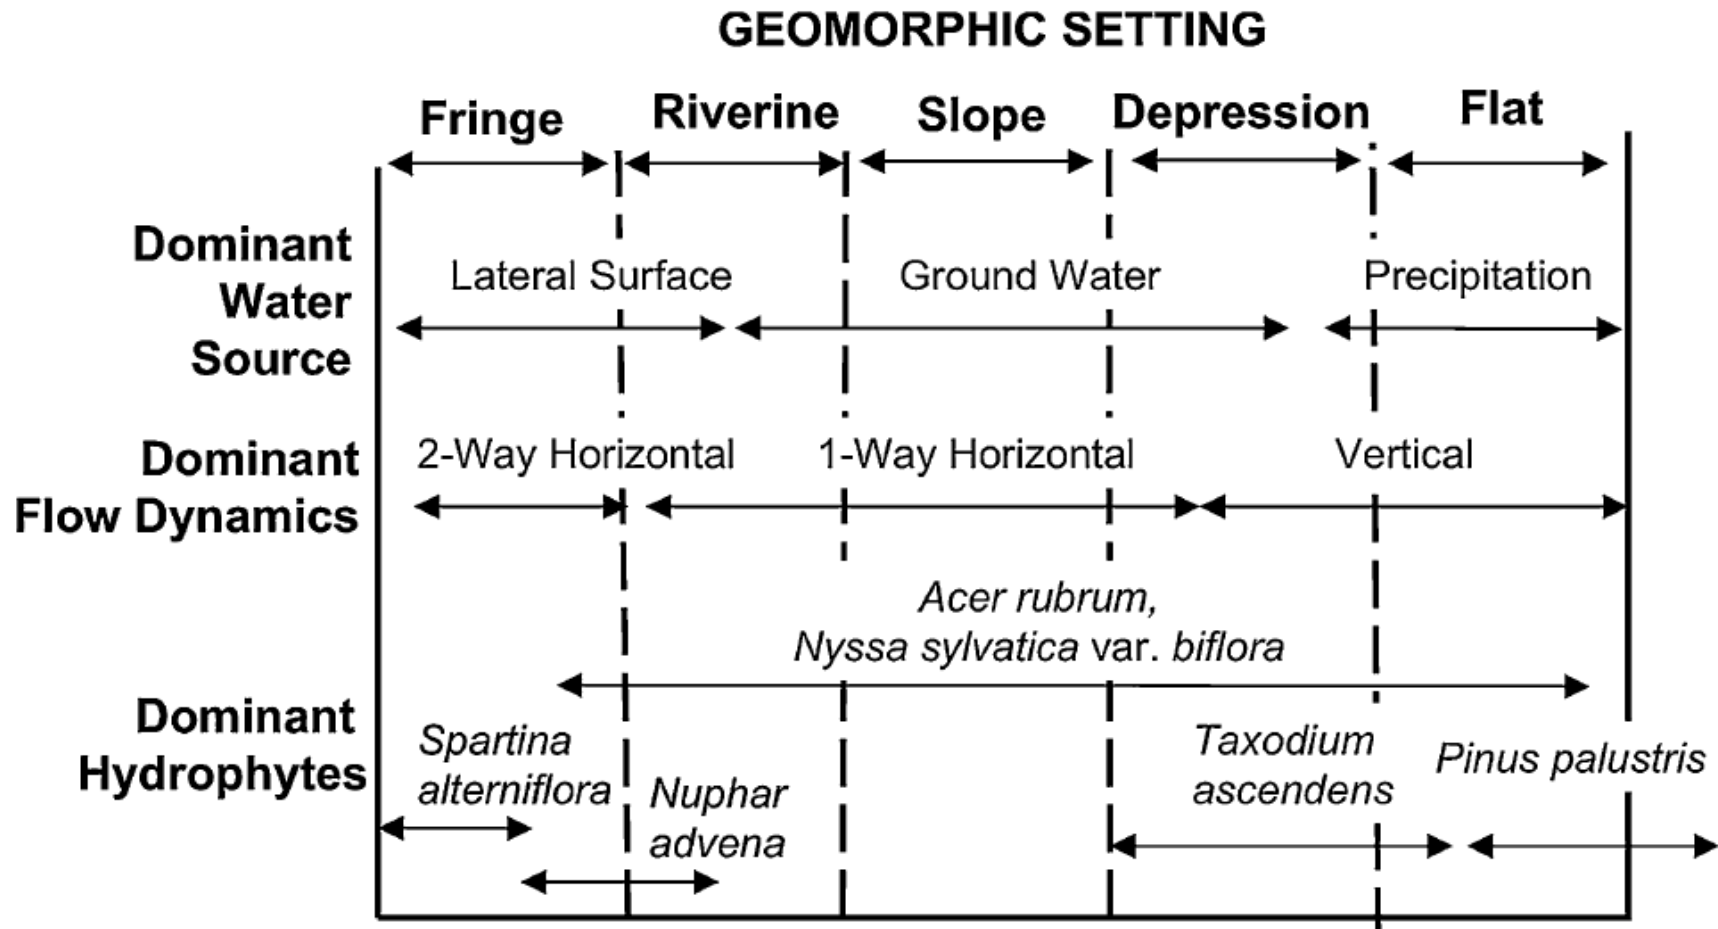 GEOMORPHIC SETTING
Fringe Riverine Slope Depression Flat
Dominant
Water
Source
Lateral Surface Ground Water Precipitation
Dominant
Flow Dynamics
2-Way Horizontal 1-Way Horizontal Vertical
Dominant
Hydrophytes
Acer rubrum,
Nyssa sylvatica var. biflora
Spartina
alterniflora
Nuphar
advena
Taxodium
ascendens
Pinus palustris